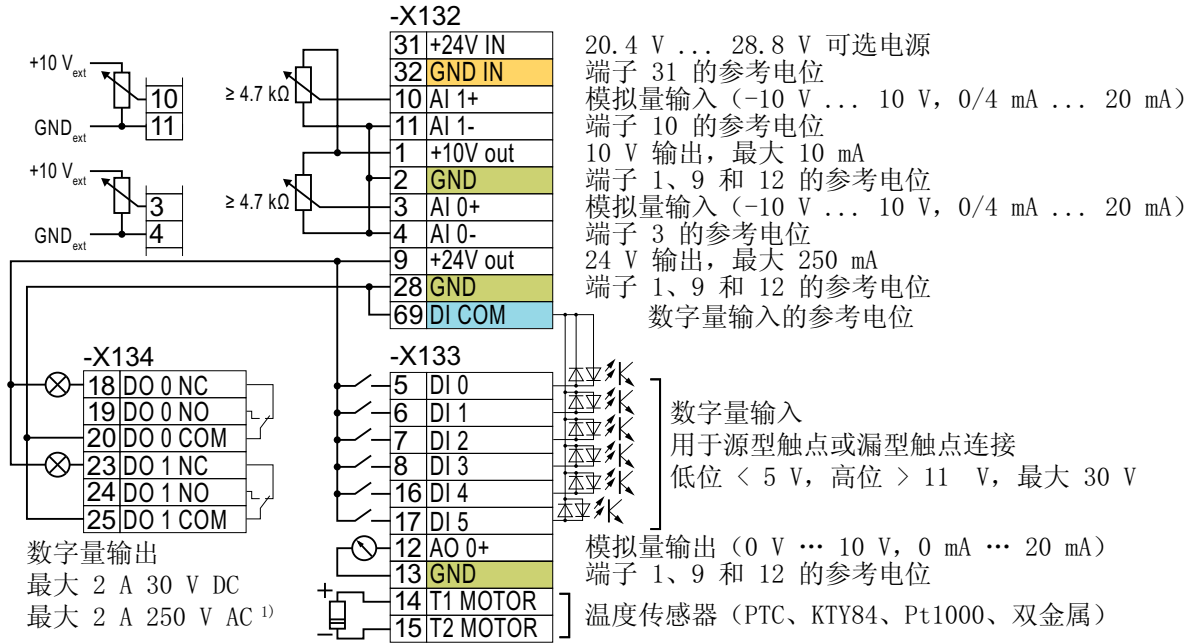 -X132
31 +24V IN 20.4 V ... 28.8 V 可选电源
32 GND IN 端子 31 的参考电位
10 AI 1+ 模拟量输入（-10 V ... 10 V，0/4 mA ... 20 mA）
11 AI 1- 端子 10 的参考电位
1 +10V out 10 V 输出，最大 10 mA
2 GND 端子 1、9 和 12 的参考电位
3 AI 0+ 模拟量输入（-10 V ... 10 V，0/4 mA ... 20 mA）
4 AI 0- 端子 3 的参考电位
9 +24V out 24 V 输出，最大 250 mA
28 GND 端子 1、9 和 12 的参考电位
69 DI COM 数字量输入的参考电位
+10 Vext
10
GNDext 11
≥ 4.7 kΩ
+10 Vext
3
GNDext 4
≥ 4.7 kΩ
-X134
18 DO 0 NC
19 DO 0 NO
20 DO 0 COM
23 DO 1 NC
24 DO 1 NO
25 DO 1 COM
数字量输出
最大 2 A 30 V DC
最大 2 A 250 V AC 1)
-X133
5 DI 0
6 DI 1
7 DI 2
8 DI 3
16 DI 4
17 DI 5
数字量输入
用于源型触点或漏型触点连接
低位 < 5 V，高位 > 11 V，最大 30 V
12 AO 0+ 模拟量输出（0 V … 10 V，0 mA … 20 mA）
13 GND 端子 1、9 和 12 的参考电位
+ 14 T1 MOTOR
− 15 T2 MOTOR
温度传感器（PTC、KTY84、Pt1000、双金属）